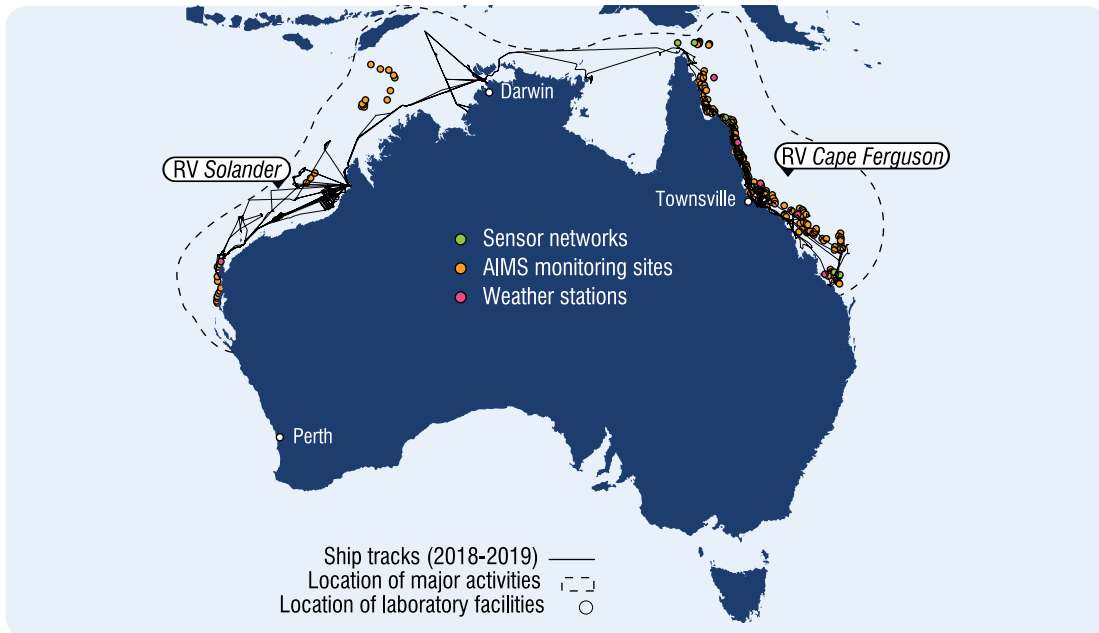 Darwin
RV Solander
RV Cape Ferguson
Townsville
Sensor networks
AIMS monitoring sites
Weather stations
Perth
Ship tracks (2018-2019)
Location of major activities
Location of laboratory facilities